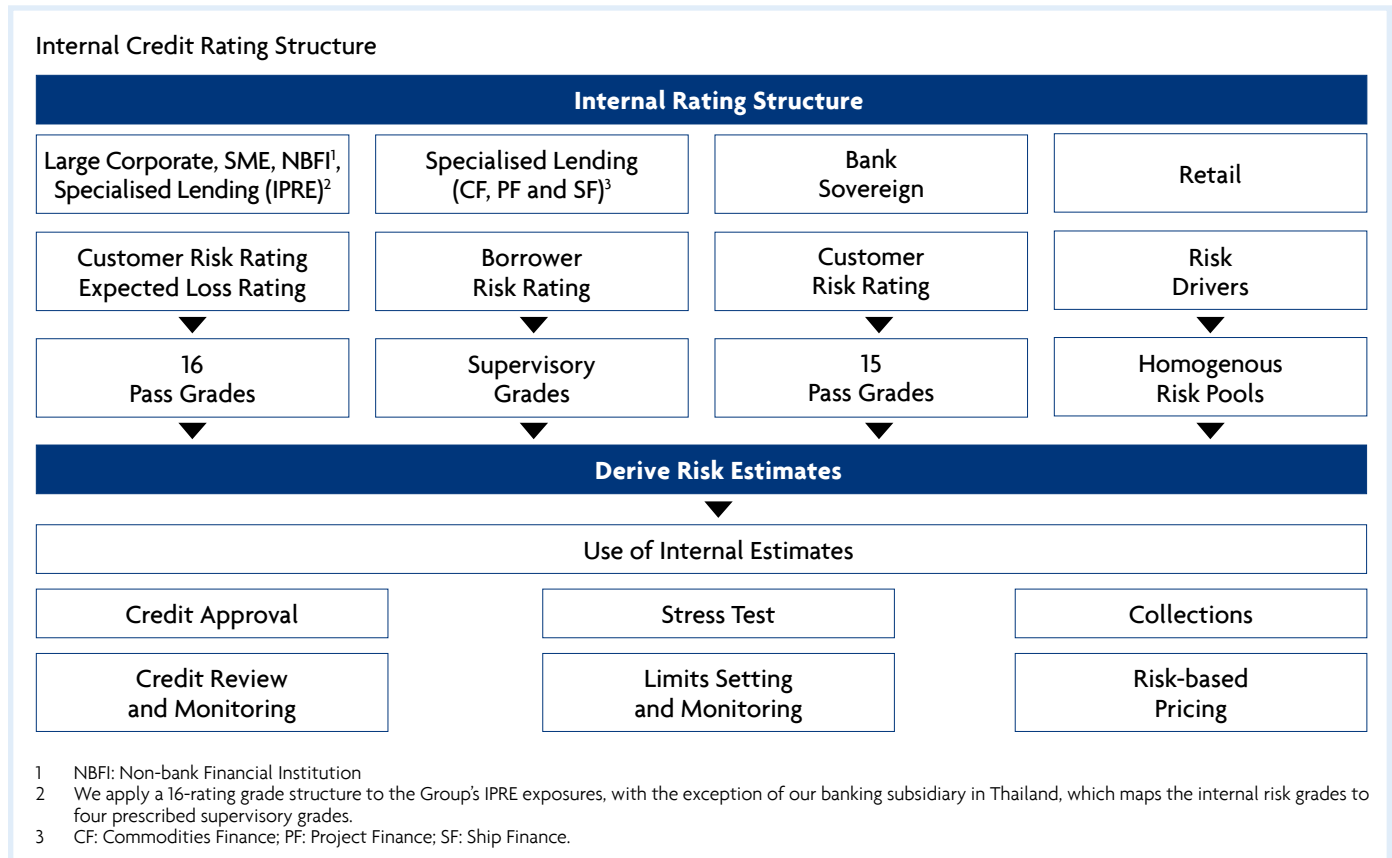 Internal Credit Rating Structure
Internal Rating Structure
Large Corporate, SME, NBFI¹,
Specialised Lending (IPRE)²
Specialised Lending
(CF, PF and SF)³
Bank
Sovereign
Retail
Customer Risk Rating
Expected Loss Rating
Borrower
Risk Rating
Customer
Risk Rating
Risk
Drivers
16
Pass Grades
Supervisory
Grades
15
Pass Grades
Homogenous
Risk Pools
Derive Risk Estimates
Use of Internal Estimates
Credit Approval
Stress Test
Collections
Credit Review
and Monitoring
Limits Setting
and Monitoring
Risk-based
Pricing
1 NBFI: Non-bank Financial Institution
2 We apply a 16-rating grade structure to the Group’s IPRE exposures, with the exception of our banking subsidiary in Thailand, which maps the internal risk grades to
four prescribed supervisory grades.
3 CF: Commodities Finance; PF: Project Finance; SF: Ship Finance.